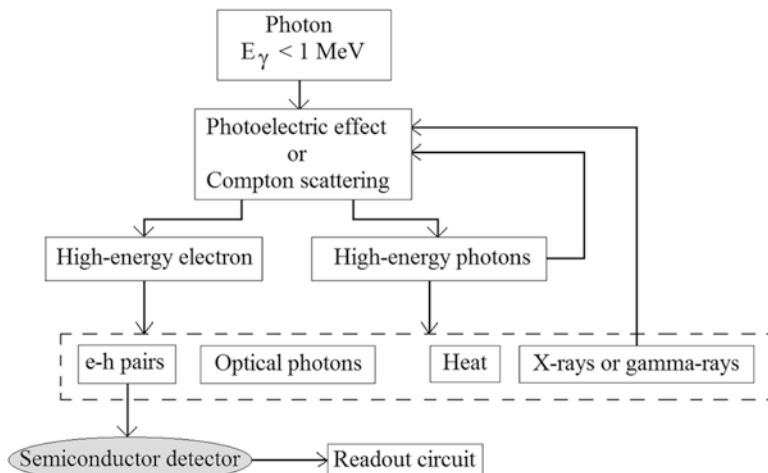 Photon
E γ < 1 MeV
Photoelectric effect
or
Compton scattering
High-energy electron
High-energy photons
e-h pairs
Optical photons
Heat
X-rays or gamma-rays
Semiconductor detector
Readout circuit